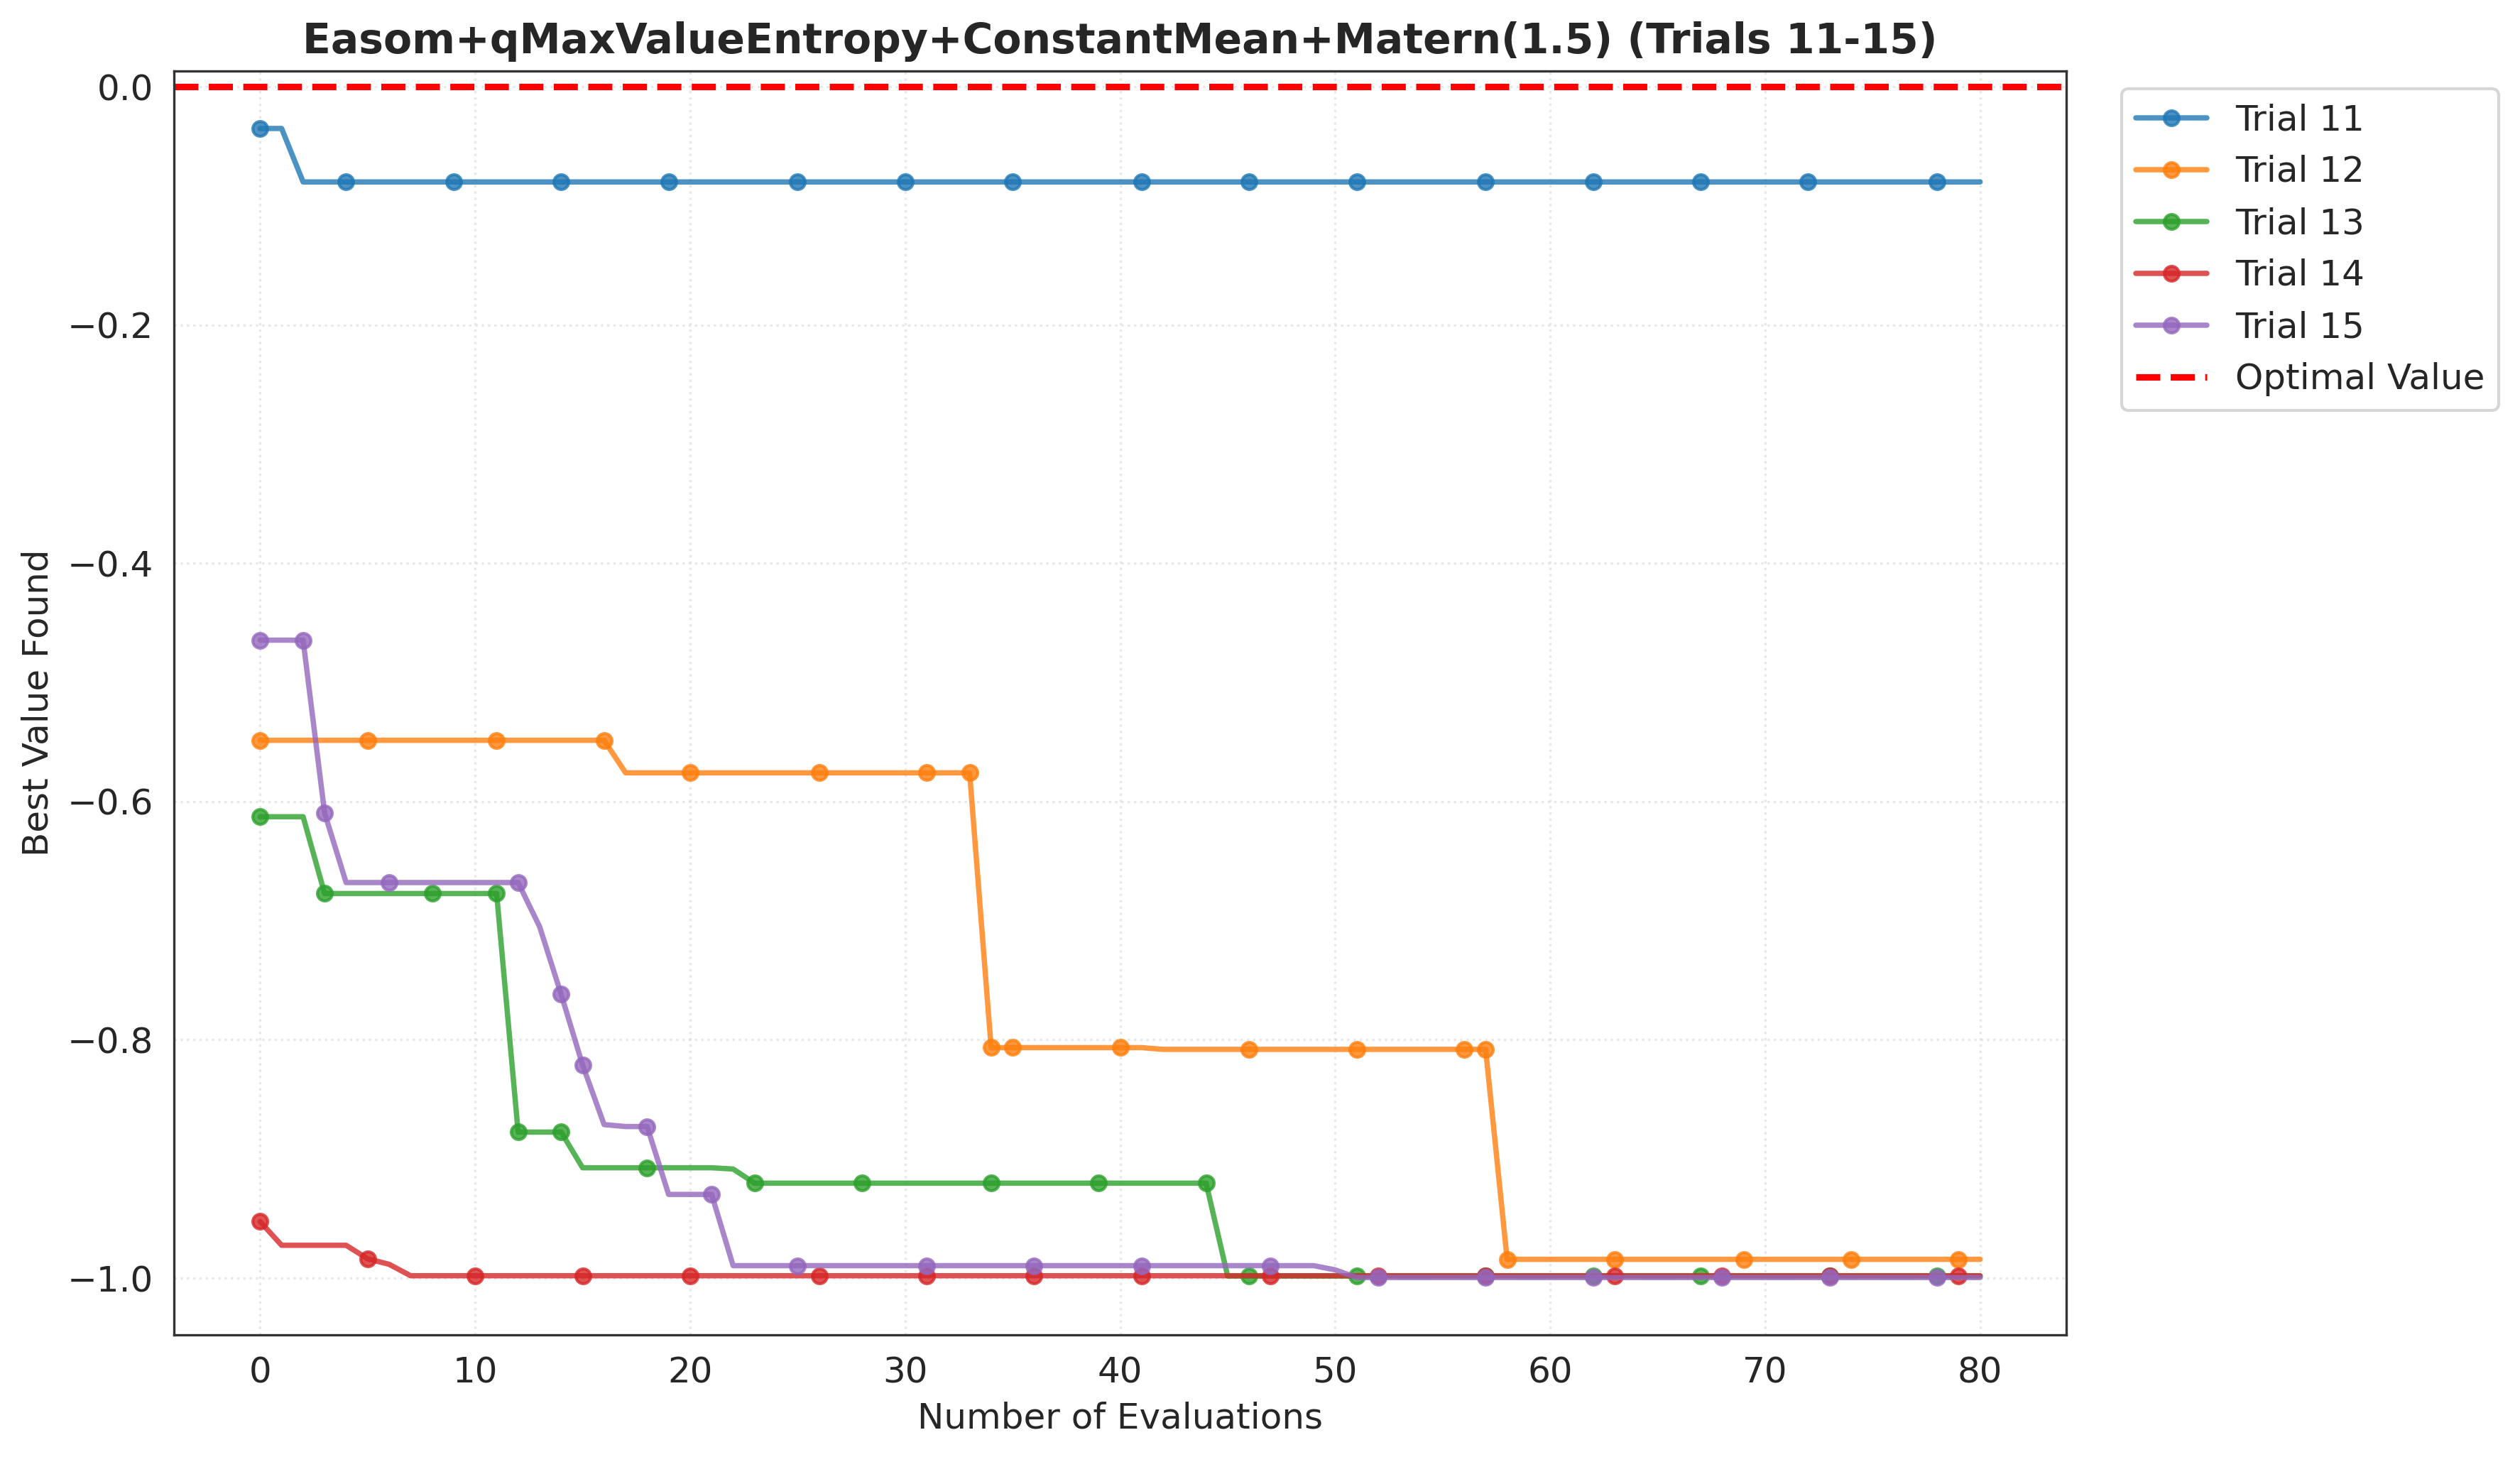 Easom+qMaxValueEntropy+ConstantMean+Matern(1.5) (Trials 11-15)
0.0
−0.2
−0.4
−0.6
−0.8
−1.0
Best Value Found
0 10 20 30 40 50 60 70 80
Number of Evaluations
Trial 11
Trial 12
Trial 13
Trial 14
Trial 15
Optimal Value